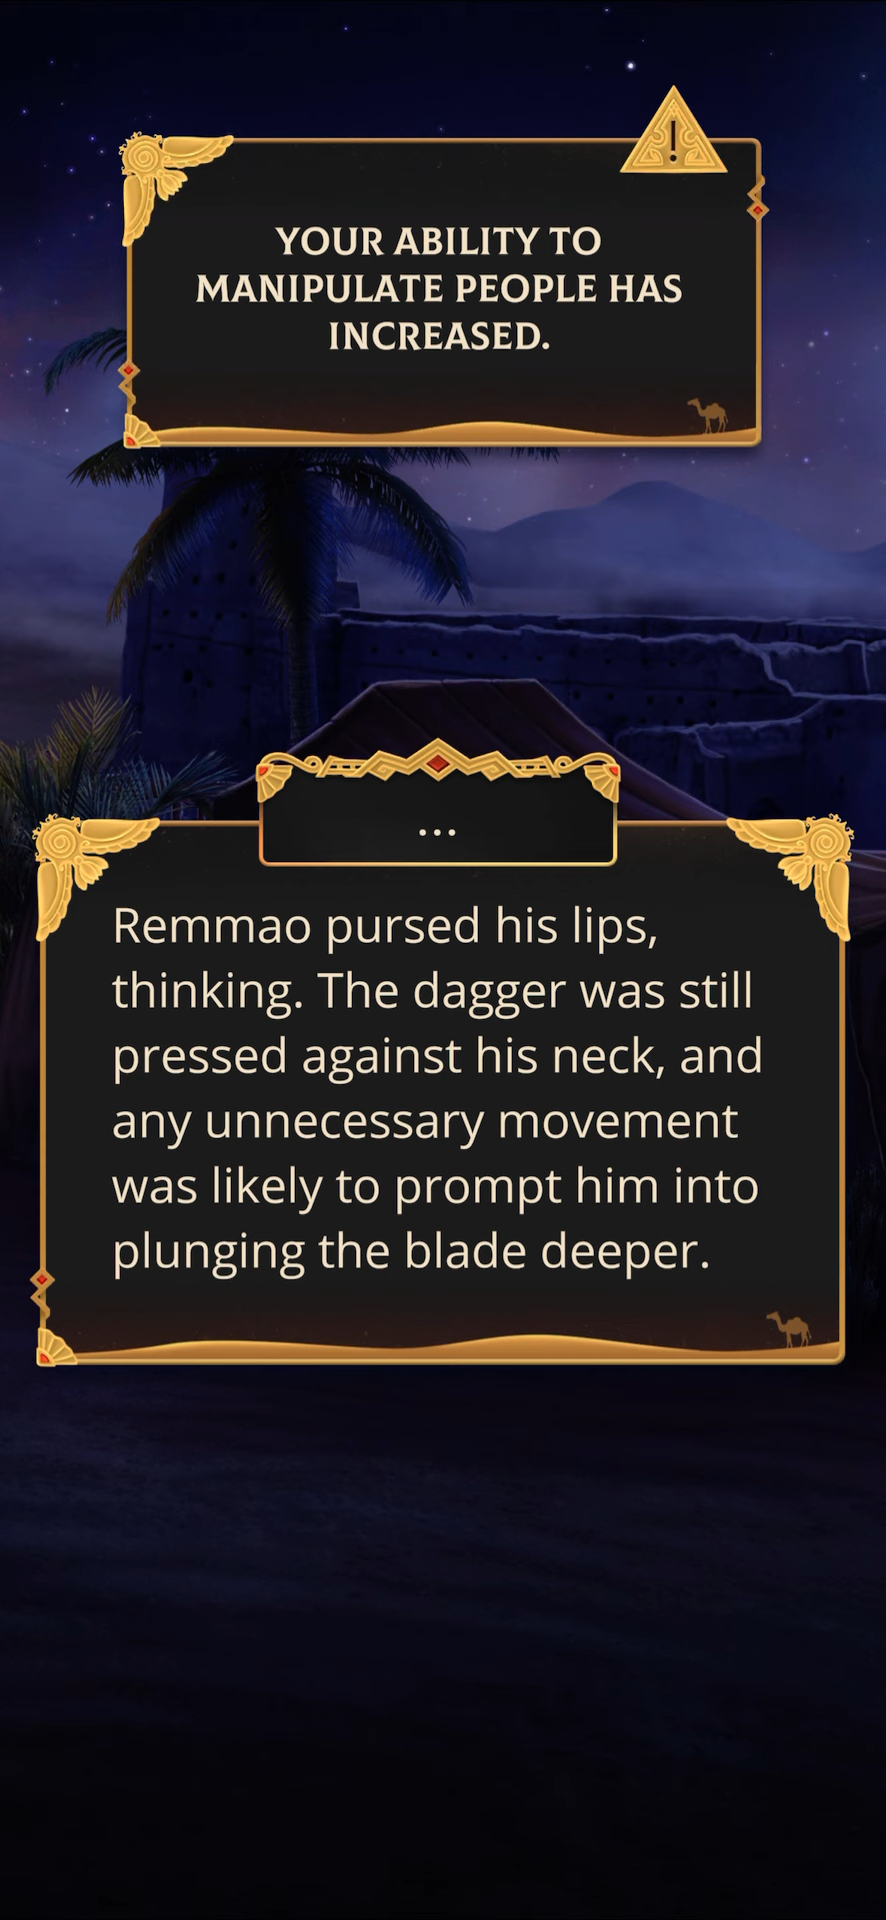 YOUR ABILITY TO
MANIPULATE PEOPLE HAS
INCREASED.
...
Remmao pursed his lips,
thinking. The dagger was still
pressed against his neck, and
any unnecessary movement
was likely to prompt him into
plunging the blade deeper.